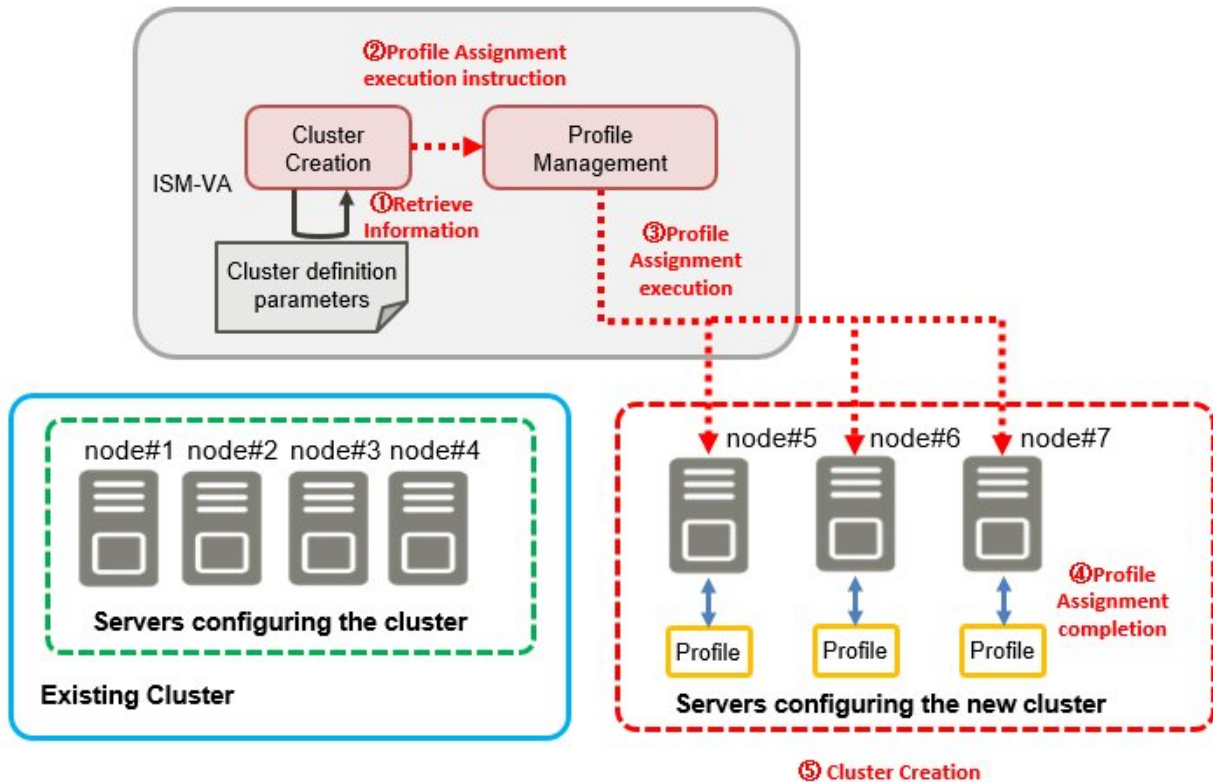 ②Profile Assignment
execution instruction
Cluster
Creation
Profile
Management
ISM-VA
①Retrieve
Information
Cluster definition
parameters
③Profile
Assignment
execution
node#1 node#2 node#3 node#4
Servers configuring the cluster
Existing Cluster
node#5 node#6 node#7
④Profile
Assignment
completion
Profile Profile Profile
Servers configuring the new cluster
⑤ Cluster Creation